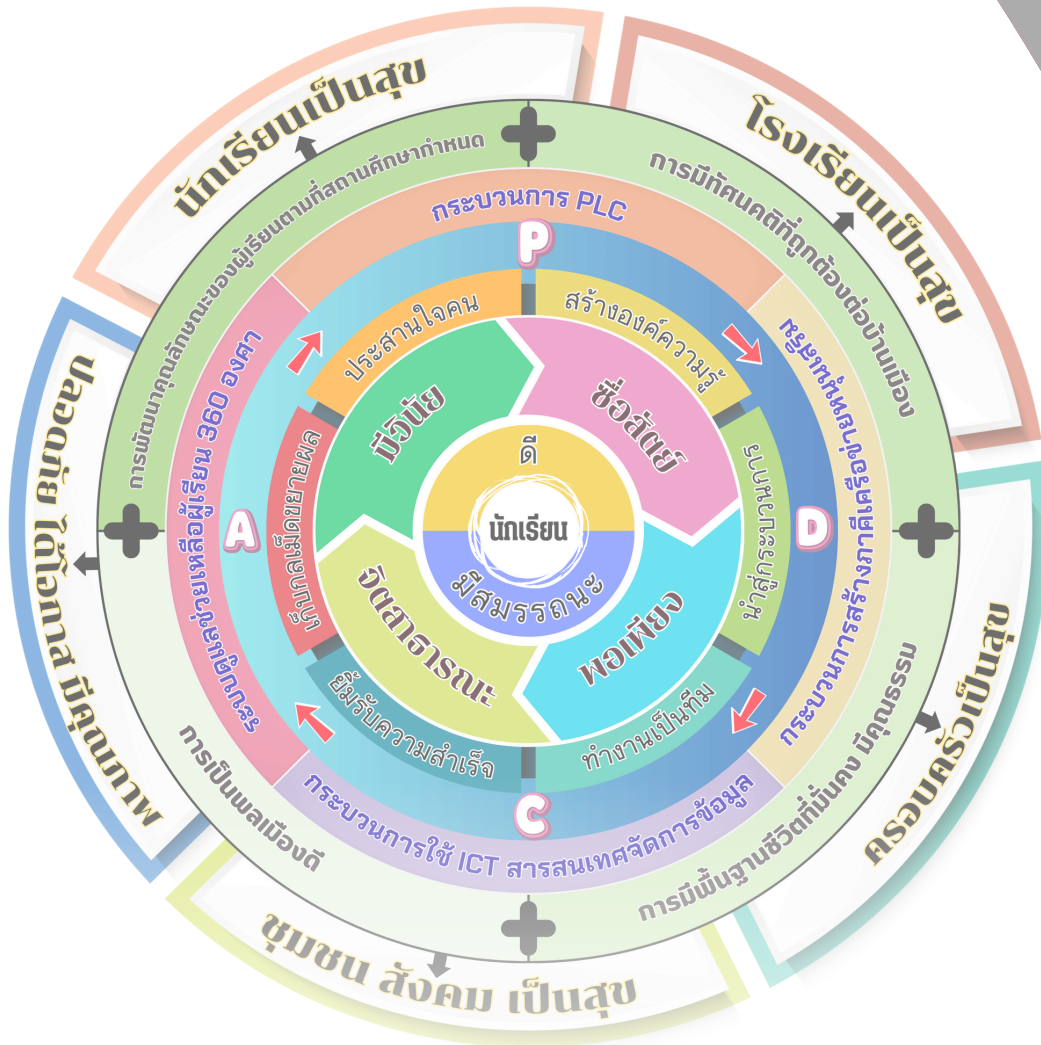 นักเรียนเป็นสุข
โรงเรียนเป็นสุข
ครอบครัวเป็นสุข
ชุมชน สังคม เป็นสุข
ปลอดภัย ได้โอกาส มีคุณภาพ
การพัฒนาคุณลักษณะของผู้เรียนตามที่สถานศึกษากำหนด
การมีทัศนคติที่ถูกต้องต่อบ้านเมือง
การมีพื้นฐานชีวิตที่มั่นคง มีคุณธรรม
การเป็นพลเมืองดี
กระบวนการ PLC
กระบวนการสร้างภาคีเครือข่ายหนุนเสริม
กระบวนการใช้ ICT สารสนเทศจัดการข้อมูล
ระบบดูแลช่วยเหลือผู้เรียน 360 องศา
P
D
C
A
ประสานใจคน
สร้างองค์ความรู้
นำสู่กระบวนการ
ทำงานเป็นทีม
ยิ้มรับความสำเร็จ
เก็บเกล็ดขยายผล
มีวินัย
ซื่อสัตย์
พอเพียง
จิตสาธารณะ
ดี
นักเรียน
มีสมรรถนะ